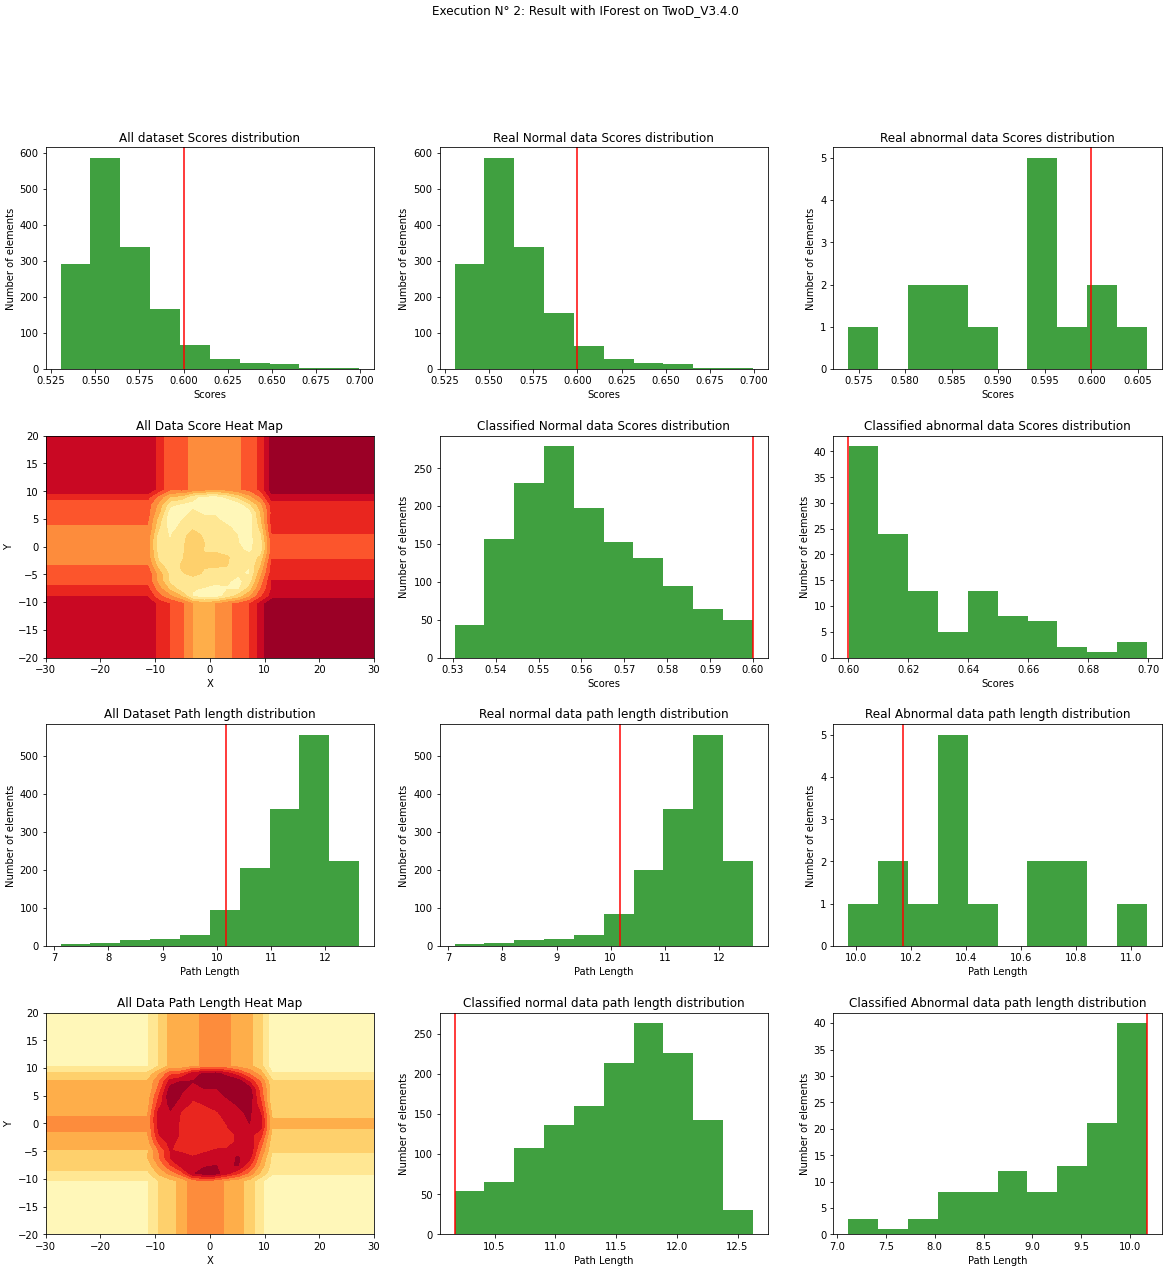 Execution N° 2: Result with IForest on TwoD_V3.4.0
All dataset Scores distribution
Number of elements
600
500
400
300
200
100
0
0.525 0.550 0.575 0.600 0.625 0.650 0.675 0.700
Scores
Real Normal data Scores distribution
Number of elements
600
500
400
300
200
100
0
0.525 0.550 0.575 0.600 0.625 0.650 0.675 0.700
Scores
Real abnormal data Scores distribution
Number of elements
5
4
3
2
1
0
0.575 0.580 0.585 0.590 0.595 0.600 0.605
Scores
All Data Score Heat Map
Y
20
15
10
5
0
−5
−10
−15
−20
−30 −20 −10 0 10 20 30
X
Classified Normal data Scores distribution
Number of elements
250
200
150
100
50
0
0.53 0.54 0.55 0.56 0.57 0.58 0.59 0.60
Scores
Classified abnormal data Scores distribution
Number of elements
40
35
30
25
20
15
10
5
0
0.60 0.62 0.64 0.66 0.68 0.70
Scores
All Dataset Path length distribution
Number of elements
500
400
300
200
100
0
7 8 9 10 11 12
Path Length
Real normal data path length distribution
Number of elements
500
400
300
200
100
0
7 8 9 10 11 12
Path Length
Real Abnormal data path length distribution
Number of elements
5
4
3
2
1
0
10.0 10.2 10.4 10.6 10.8 11.0
Path Length
All Data Path Length Heat Map
Y
20
15
10
5
0
−5
−10
−15
−20
−30 −20 −10 0 10 20 30
X
Classified normal data path length distribution
Number of elements
250
200
150
100
50
0
10.5 11.0 11.5 12.0 12.5
Path Length
Classified Abnormal data path length distribution
Number of elements
40
35
30
25
20
15
10
5
0
7.0 7.5 8.0 8.5 9.0 9.5 10.0
Path Length